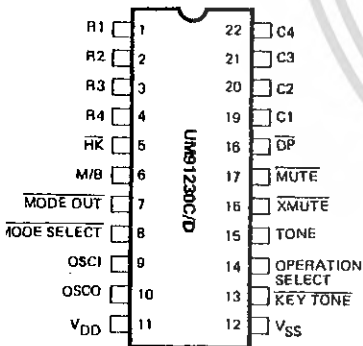 R1 1 22 C4
R2 2 21 C3
R3 3 20 C2
R4 4 19 C1
HK 5 18 DP
M/B 6 17 MUTE
MODE OUT 7 16 XMUTE
MODE SELECT 8 15 TONE
OSCI 9 14 OPERATION
SELECT
OSCO 10 13 KEY TONE
VDD 11 12 VSS
UM91230C/D